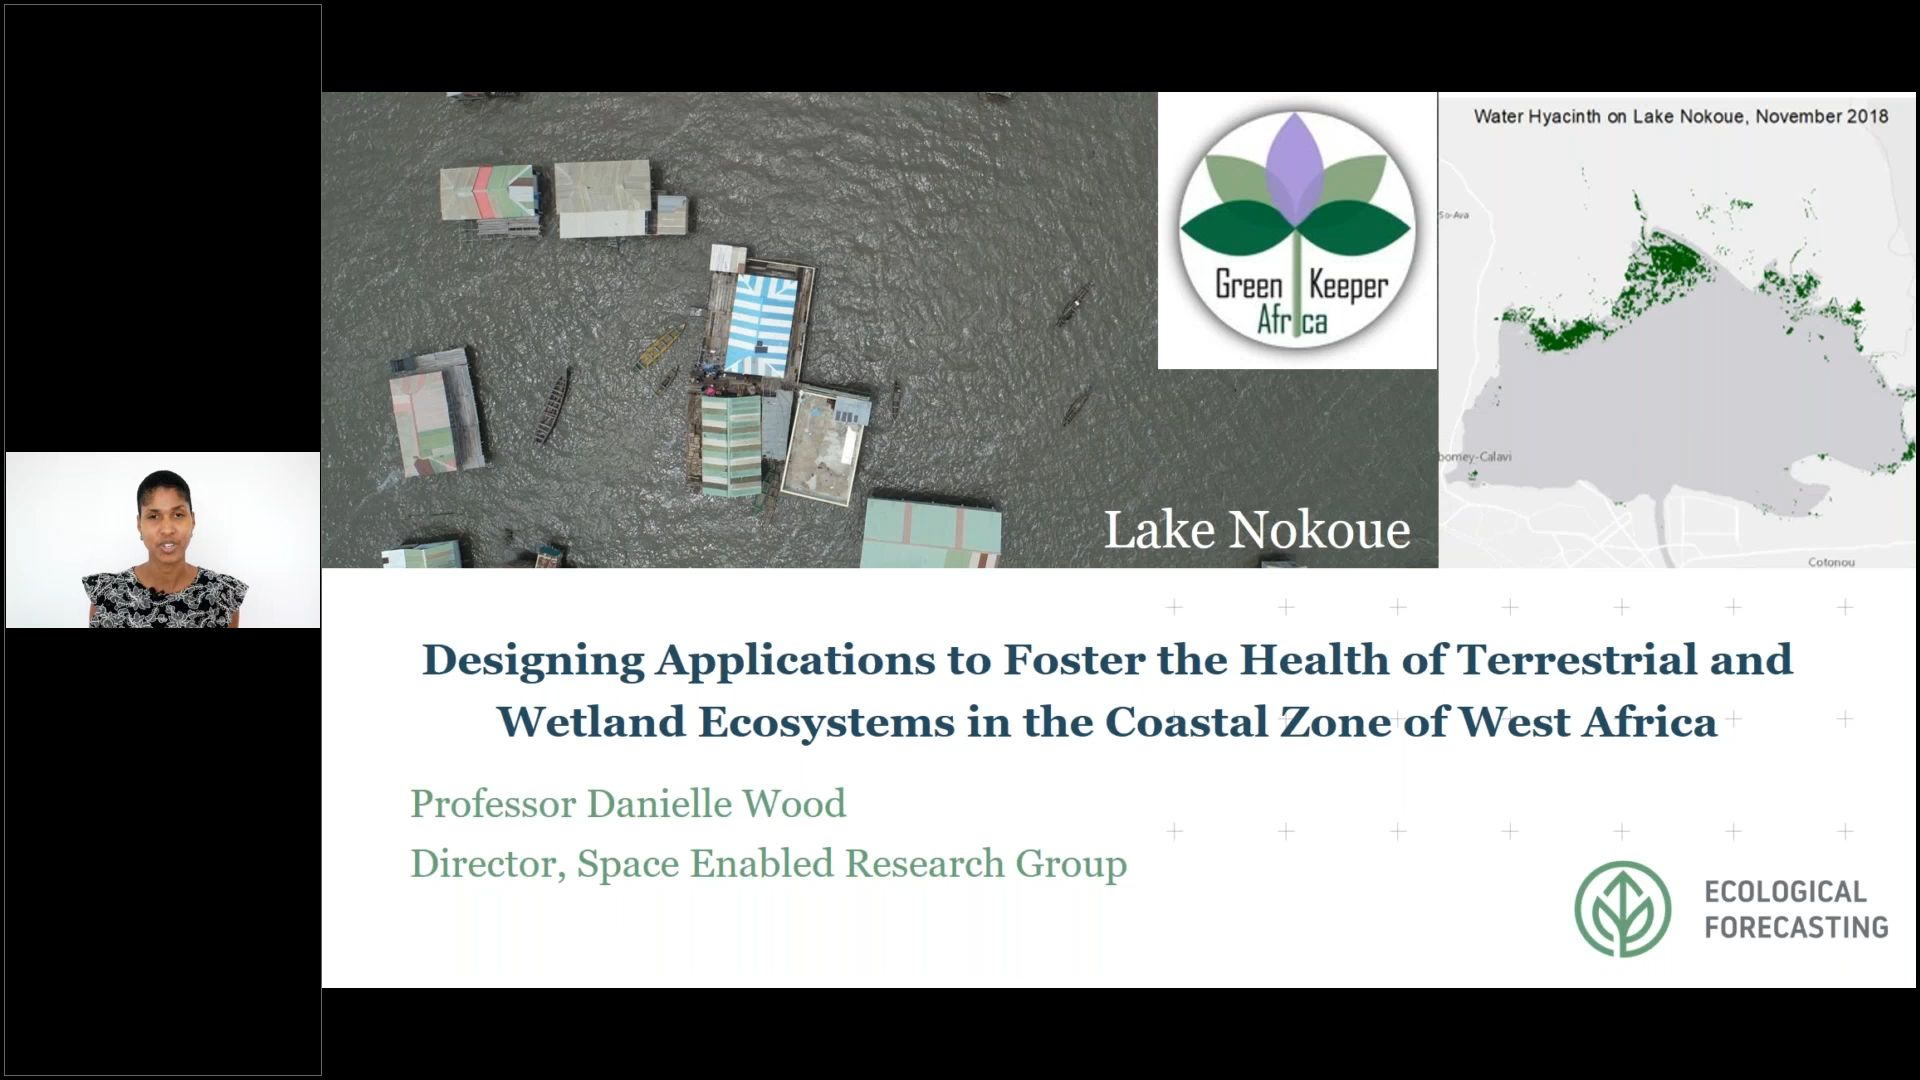 Green Keeper
Africa
Water Hyacinth on Lake Nokoue, November 2018
So-Ava
bomey-Calavi
Cotonou
Lake Nokoue
Designing Applications to Foster the Health of Terrestrial and
Wetland Ecosystems in the Coastal Zone of West Africa
Professor Danielle Wood
Director, Space Enabled Research Group
ECOLOGICAL
FORECASTING